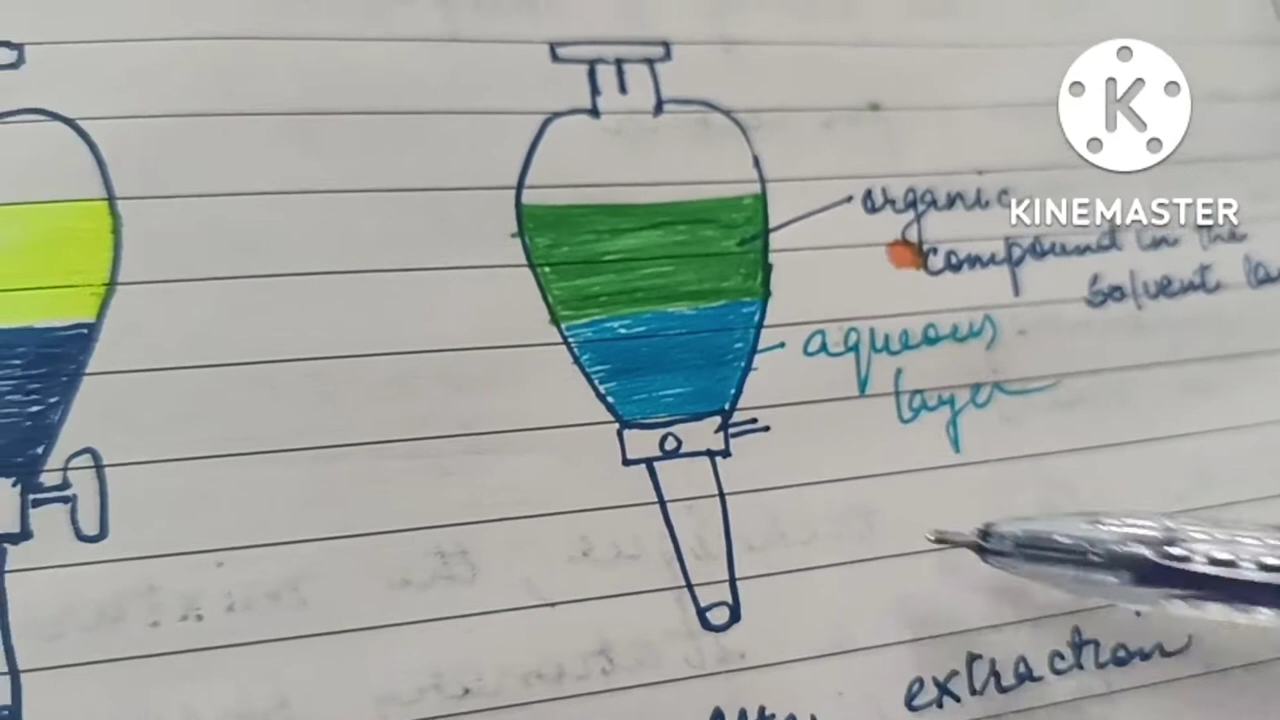 K
KINEMASTER
organic
compound in the
solvent la
aqueous
layer
extraction